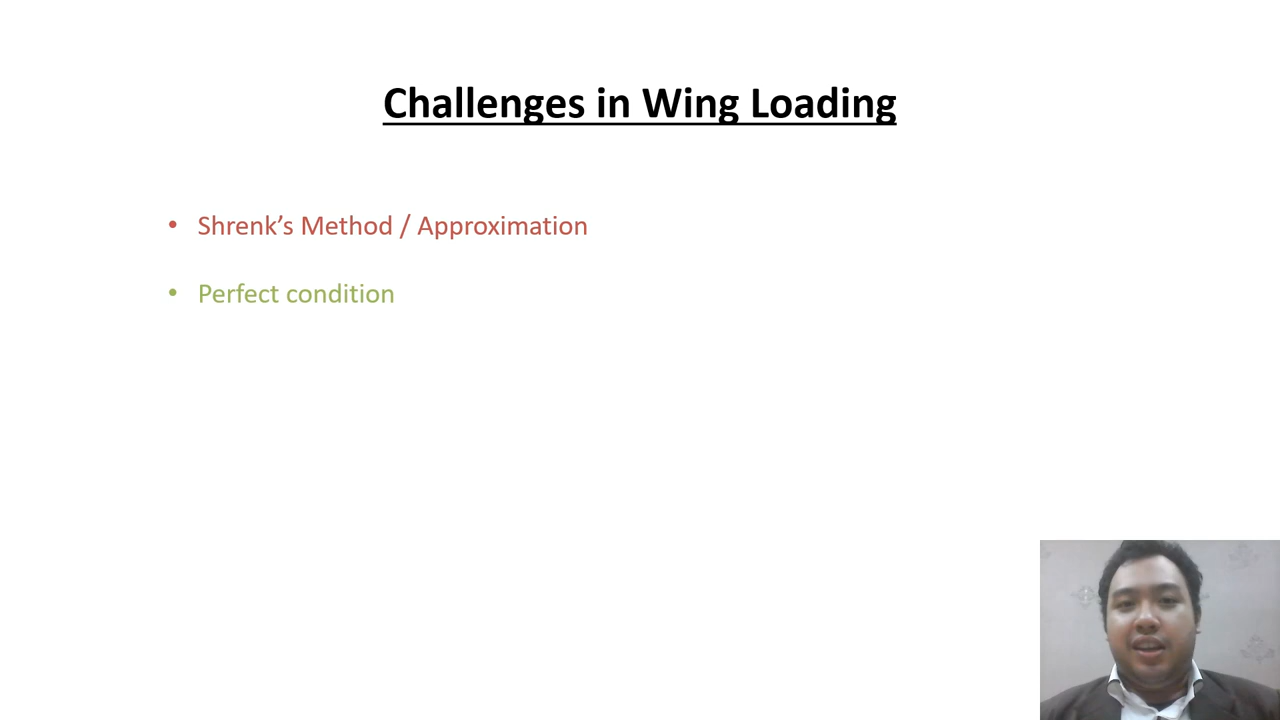 Challenges in Wing Loading
• Shrenk’s Method / Approximation
• Perfect condition